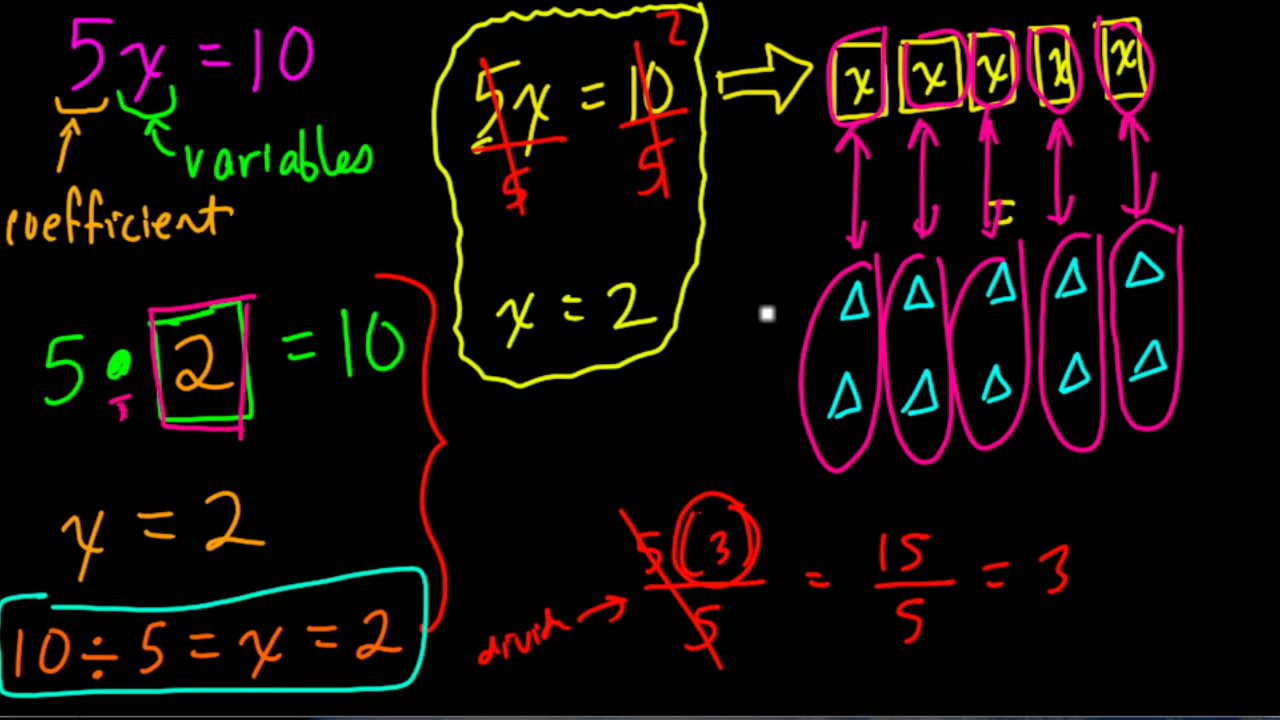 5x = 10
variables
coefficient
5 • 2 = 10
x = 2
10 ÷ 5 = x = 2
5x = 10 2
5 5
x = 2
x x x x x
=
Δ Δ Δ Δ Δ
Δ Δ Δ Δ Δ
divide → 5(3) = 15 = 3
5 5